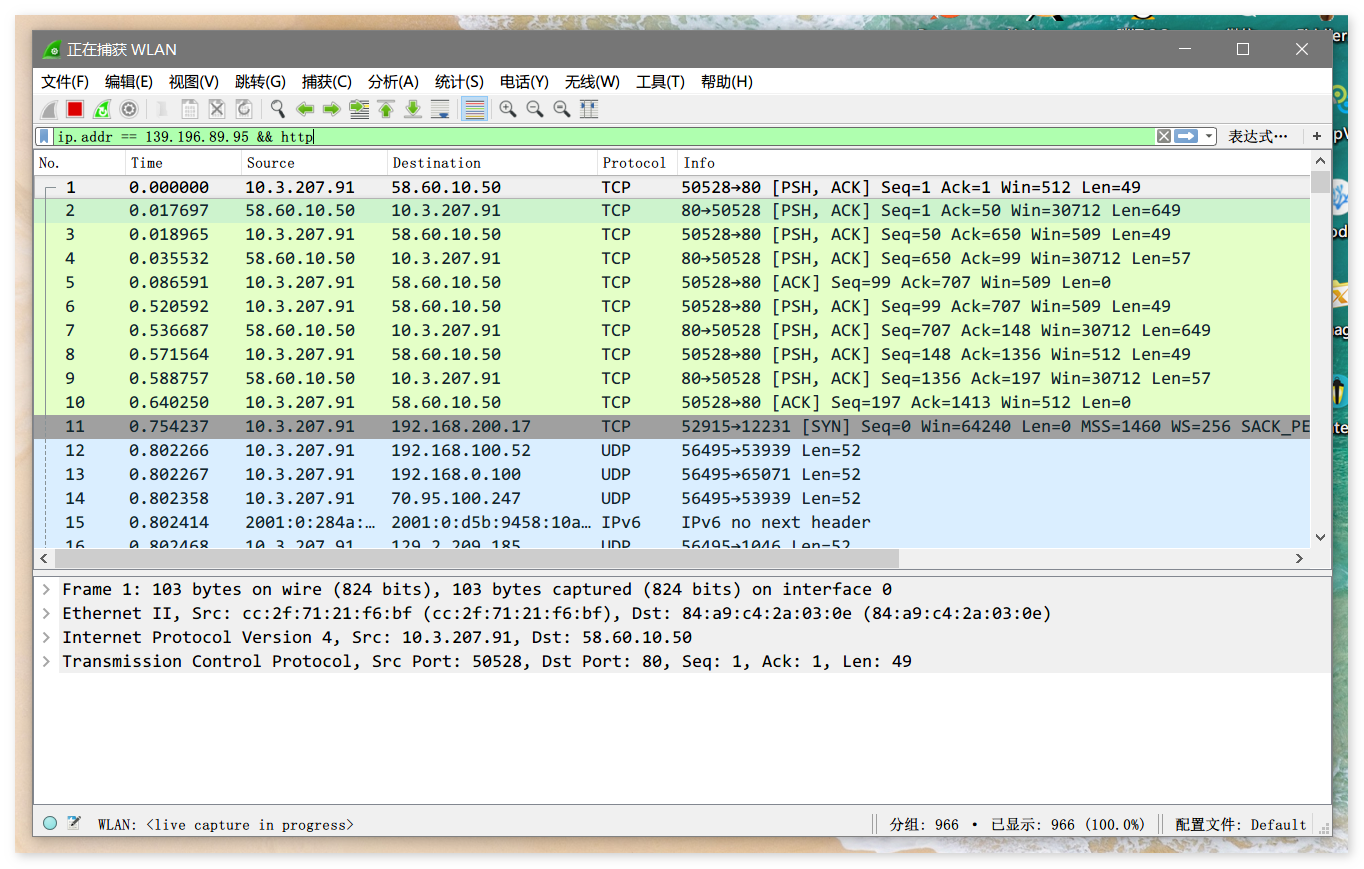 正在捕获 WLAN
文件(F) 编辑(E) 视图(V) 跳转(G) 捕获(C) 分析(A) 统计(S) 电话(Y) 无线(W) 工具(T) 帮助(H)
ip.addr == 139.196.89.95 && http 表达式… +
No. Time Source Destination Protocol Info
1 0.000000 10.3.207.91 58.60.10.50 TCP 50528→80 [PSH, ACK] Seq=1 Ack=1 Win=512 Len=49
2 0.017697 58.60.10.50 10.3.207.91 TCP 80→50528 [PSH, ACK] Seq=1 Ack=50 Win=30712 Len=649
3 0.018965 10.3.207.91 58.60.10.50 TCP 50528→80 [PSH, ACK] Seq=50 Ack=650 Win=509 Len=49
4 0.035532 58.60.10.50 10.3.207.91 TCP 80→50528 [PSH, ACK] Seq=650 Ack=99 Win=30712 Len=57
5 0.086591 10.3.207.91 58.60.10.50 TCP 50528→80 [ACK] Seq=99 Ack=707 Win=509 Len=0
6 0.520592 10.3.207.91 58.60.10.50 TCP 50528→80 [PSH, ACK] Seq=99 Ack=707 Win=509 Len=49
7 0.536687 58.60.10.50 10.3.207.91 TCP 80→50528 [PSH, ACK] Seq=707 Ack=148 Win=30712 Len=649
8 0.571564 10.3.207.91 58.60.10.50 TCP 50528→80 [PSH, ACK] Seq=148 Ack=1356 Win=512 Len=49
9 0.588757 58.60.10.50 10.3.207.91 TCP 80→50528 [PSH, ACK] Seq=1356 Ack=197 Win=30712 Len=57
10 0.640250 10.3.207.91 58.60.10.50 TCP 50528→80 [ACK] Seq=197 Ack=1413 Win=512 Len=0
11 0.754237 10.3.207.91 192.168.200.17 TCP 52915→12231 [SYN] Seq=0 Win=64240 Len=0 MSS=1460 WS=256 SACK_PE
12 0.802266 10.3.207.91 192.168.100.52 UDP 56495→53939 Len=52
13 0.802267 10.3.207.91 192.168.0.100 UDP 56495→65071 Len=52
14 0.802358 10.3.207.91 70.95.100.247 UDP 56495→53939 Len=52
15 0.802414 2001:0:284a:… 2001:0:d5b:9458:10a… IPv6 IPv6 no next header
16 0.802468 10.3.207.91 129.2.209.185 UDP 56495→1046 Len=52
Frame 1: 103 bytes on wire (824 bits), 103 bytes captured (824 bits) on interface 0
Ethernet II, Src: cc:2f:71:21:f6:bf (cc:2f:71:21:f6:bf), Dst: 84:a9:c4:2a:03:0e (84:a9:c4:2a:03:0e)
Internet Protocol Version 4, Src: 10.3.207.91, Dst: 58.60.10.50
Transmission Control Protocol, Src Port: 50528, Dst Port: 80, Seq: 1, Ack: 1, Len: 49
WLAN: <live capture in progress> 分组: 966 • 已显示: 966 (100.0%) 配置文件: Default